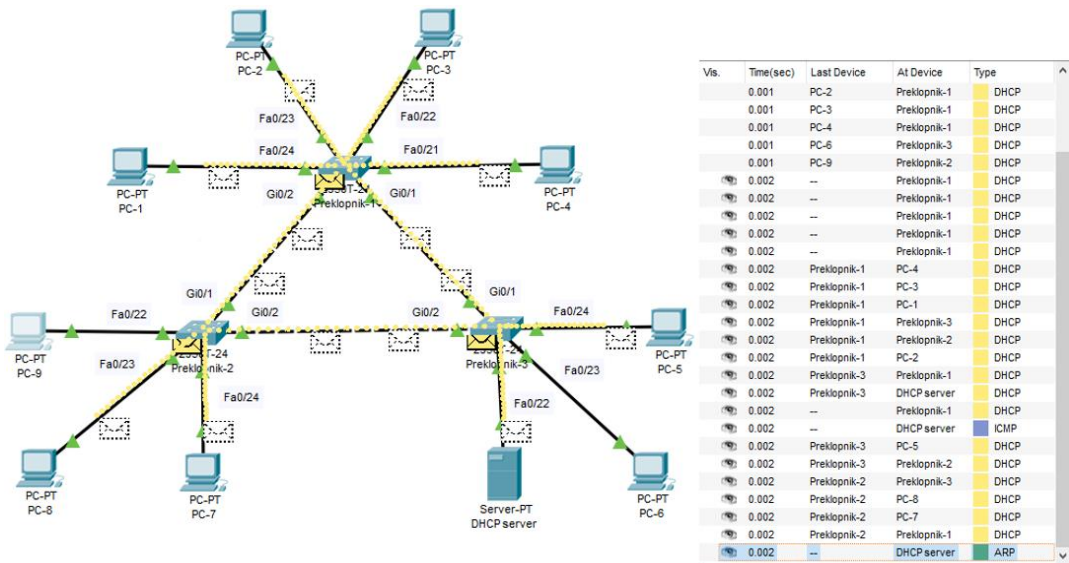 PC-PT
PC-2
PC-PT
PC-3
Fa0/23
Fa0/22
Fa0/24
Fa0/21
PC-PT
PC-1
Gi0/2
Preklopnik-1
Gi0/1
PC-PT
PC-4
Gi0/1
Gi0/1
Fa0/22
Gi0/2
Gi0/2
Fa0/24
PC-PT
PC-9
Fa0/23
Preklopnik-2
Preklopnik-3
PC-PT
PC-5
Fa0/24
Fa0/22
Fa0/23
PC-PT
PC-8
PC-PT
PC-7
Server-PT
DHCP server
PC-PT
PC-6
Vis. Time(sec) Last Device At Device Type
0.001 PC-2 Preklopnik-1 DHCP
0.001 PC-3 Preklopnik-1 DHCP
0.001 PC-4 Preklopnik-1 DHCP
0.001 PC-6 Preklopnik-3 DHCP
0.001 PC-9 Preklopnik-2 DHCP
0.002 -- Preklopnik-1 DHCP
0.002 -- Preklopnik-1 DHCP
0.002 -- Preklopnik-1 DHCP
0.002 -- Preklopnik-1 DHCP
0.002 -- Preklopnik-1 DHCP
0.002 Preklopnik-1 PC-4 DHCP
0.002 Preklopnik-1 PC-3 DHCP
0.002 Preklopnik-1 PC-1 DHCP
0.002 Preklopnik-1 Preklopnik-3 DHCP
0.002 Preklopnik-1 Preklopnik-2 DHCP
0.002 Preklopnik-1 PC-2 DHCP
0.002 Preklopnik-3 Preklopnik-1 DHCP
0.002 Preklopnik-3 DHCP server DHCP
0.002 -- Preklopnik-1 DHCP
0.002 -- DHCP server ICMP
0.002 Preklopnik-3 PC-5 DHCP
0.002 Preklopnik-3 Preklopnik-2 DHCP
0.002 Preklopnik-2 Preklopnik-3 DHCP
0.002 Preklopnik-2 PC-8 DHCP
0.002 Preklopnik-2 PC-7 DHCP
0.002 Preklopnik-2 Preklopnik-1 DHCP
0.002 -- DHCP server ARP